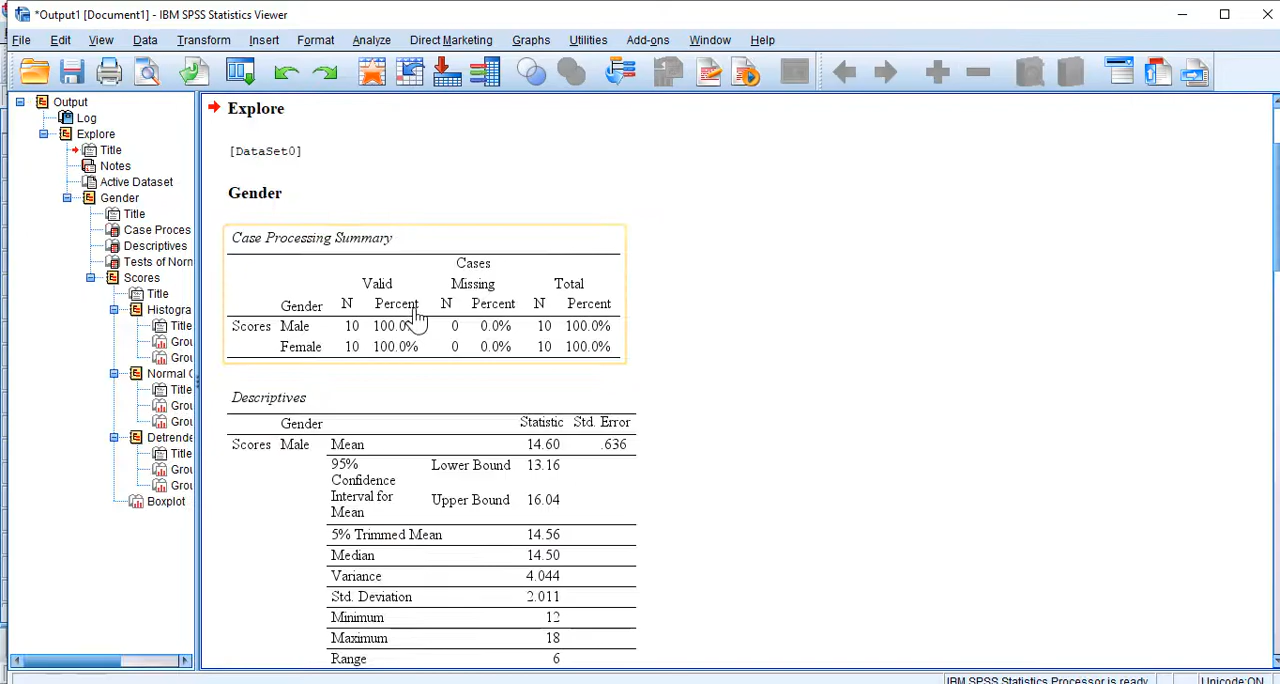 *Output1 [Document1] - IBM SPSS Statistics Viewer
File Edit View Data Transform Insert Format Analyze Direct Marketing Graphs Utilities Add-ons Window Help
Output
Log
Explore
Title
Notes
Active Dataset
Gender
Title
Case Proces
Descriptives
Tests of Norn
Scores
Title
Histogra
Title
Grou
Grou
Normal C
Title
Grou
Grou
Detrende
Title
Grou
Grou
Boxplot
Explore
[DataSet0]
Gender
Case Processing Summary
Cases
Valid Missing Total
Gender N Percent N Percent N Percent
Scores Male 10 100.0% 0 0.0% 10 100.0%
Female 10 100.0% 0 0.0% 10 100.0%
Descriptives
Gender Statistic Std. Error
Scores Male Mean 14.60 .636
95% Confidence Interval for Mean Lower Bound 13.16
Upper Bound 16.04
5% Trimmed Mean 14.56
Median 14.50
Variance 4.044
Std. Deviation 2.011
Minimum 12
Maximum 18
Range 6
IBM SPSS Statistics Processor is ready Unicode:ON